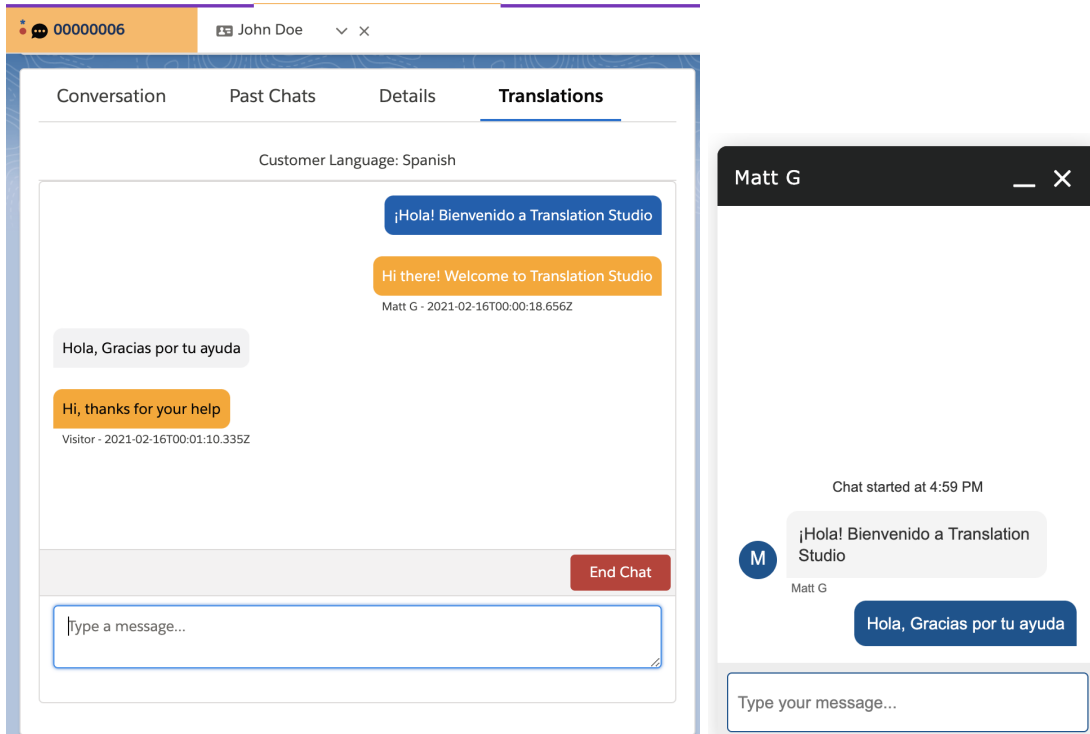 00000006
John Doe
Conversation
Past Chats
Details
Translations
Customer Language: Spanish
¡Hola! Bienvenido a Translation Studio
Hi there! Welcome to Translation Studio
Matt G - 2021-02-16T00:00:18.656Z
Hola, Gracias por tu ayuda
Hi, thanks for your help
Visitor - 2021-02-16T00:01:10.335Z
End Chat
Type a message...
Matt G
Chat started at 4:59 PM
¡Hola! Bienvenido a Translation
Studio
M
Matt G
Hola, Gracias por tu ayuda
Type your message...